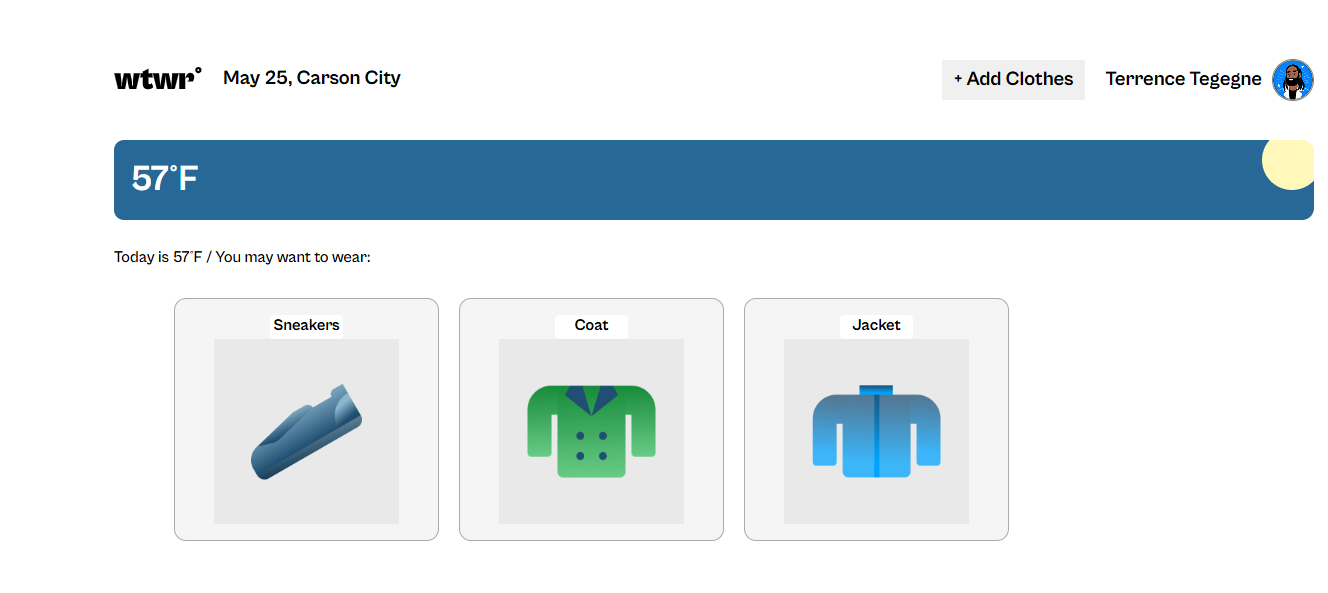 wtwr° May 25, Carson City + Add Clothes Terrence Tegegne
57°F
Today is 57°F / You may want to wear:
Sneakers Coat Jacket